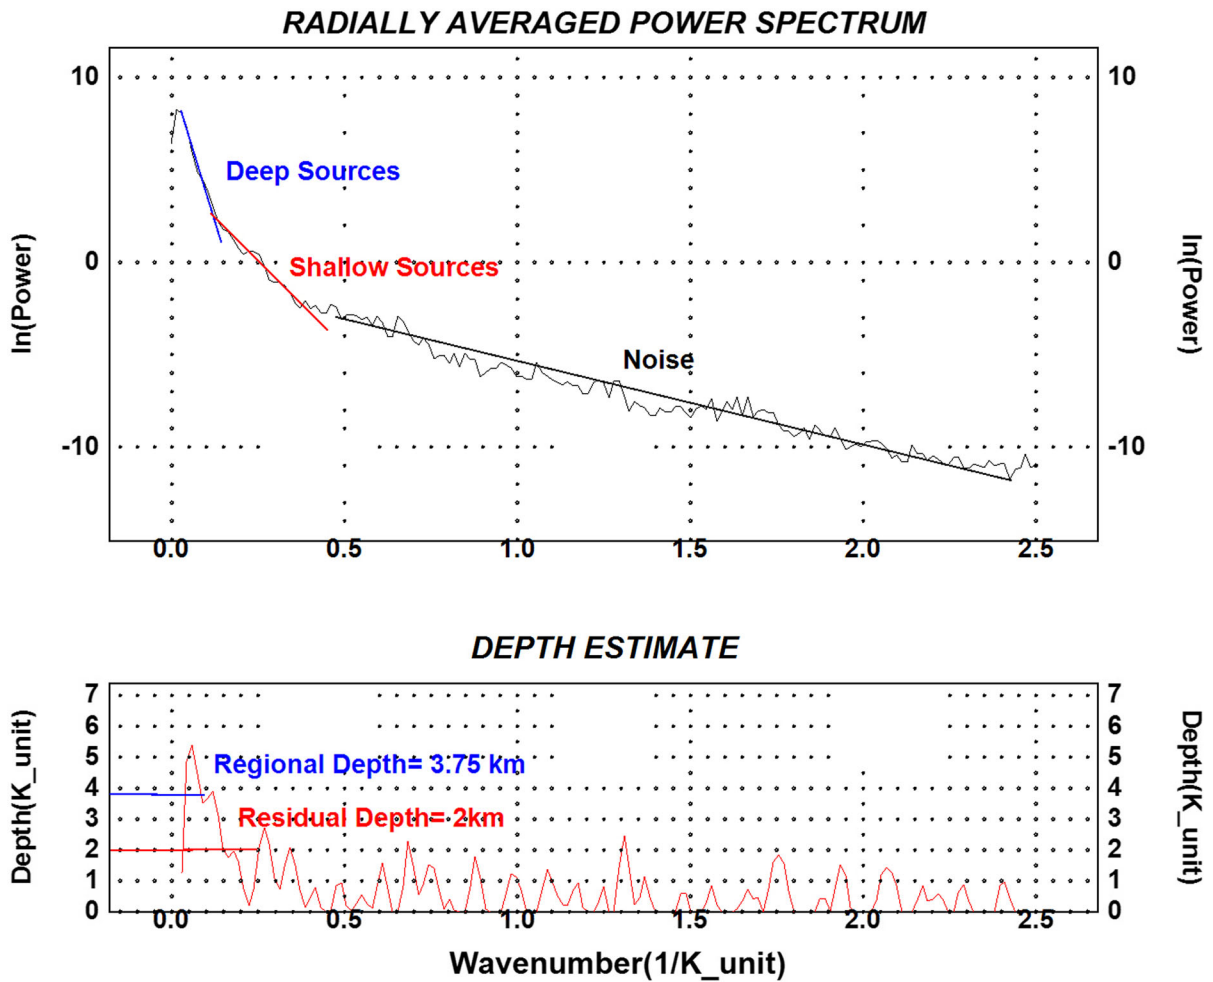 RADIALLY AVERAGED POWER SPECTRUM
10
10
Deep Sources
0
Shallow Sources
0
ln(Power)
ln(Power)
Noise
-10
-10
0.0 0.5 1.0 1.5 2.0 2.5
DEPTH ESTIMATE
7 7
6 6
5 Regional Depth= 3.75 km 5
4 4
3 Residual Depth= 2km 3
2 2
1 1
0 0
Depth(K_unit)
Depth(K_unit)
0.0 0.5 1.0 1.5 2.0 2.5
Wavenumber(1/K_unit)